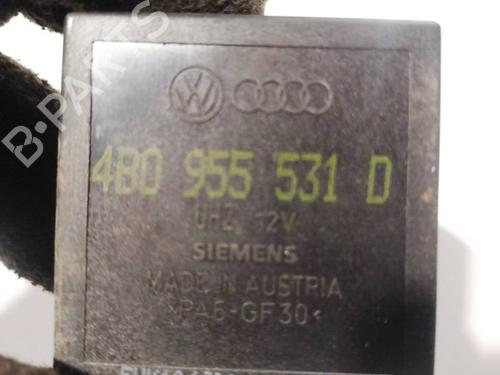 4B0 955 531 D
UHZ 12V
SIEMENS
MADE IN AUSTRIA
>PA6-GF30<
B-PARTS